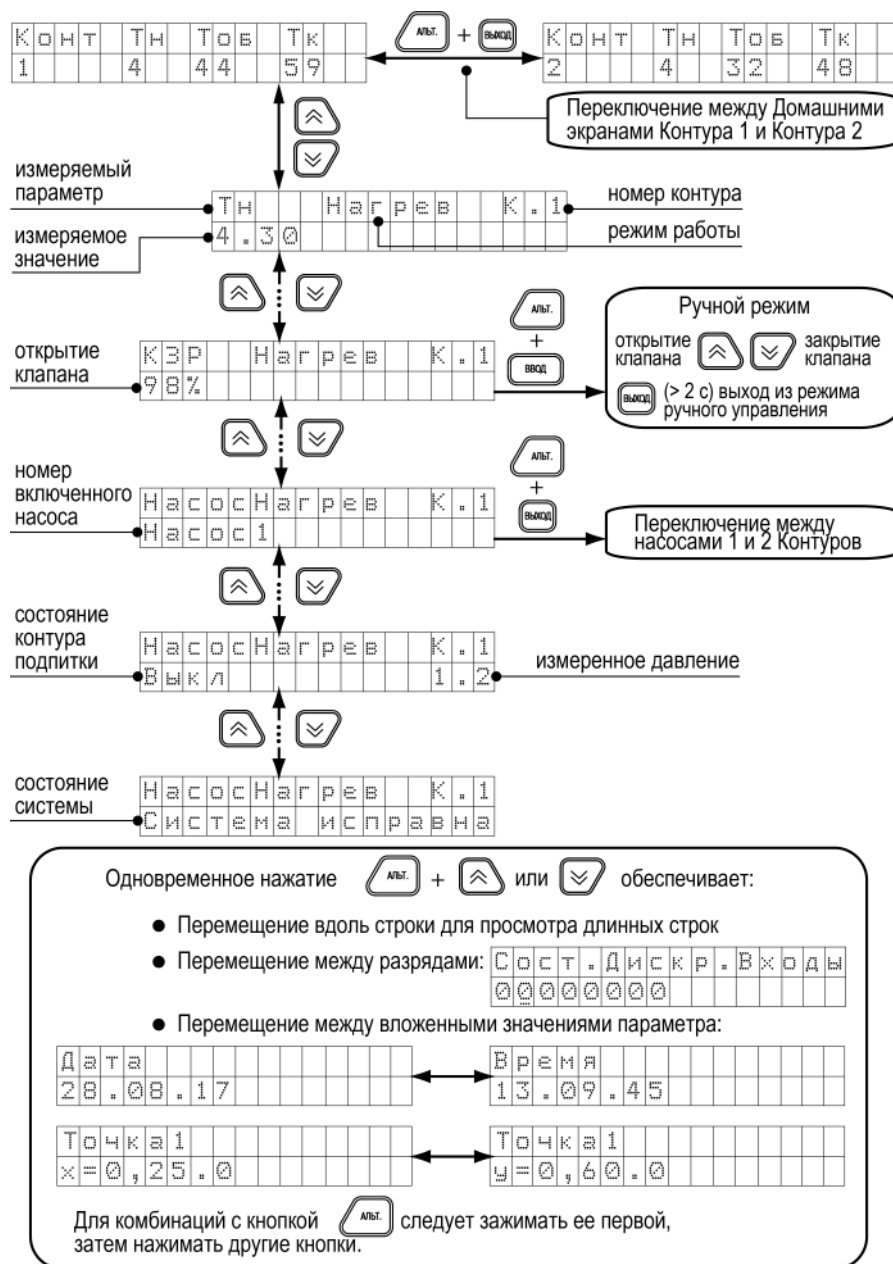 Конт Тн Тоб Тк
1 4 44 59
АЛЬТ. + ВЫХОД
Конт Тн Тоб Тк
2 4 32 48
Переключение между Домашними
экранами Контура 1 и Контура 2
измеряемый
параметр
измеряемое
значение
Тн Нагрев К.1
4.30
номер контура
режим работы
открытие
клапана
КЗР Нагрев К.1
98%
АЛЬТ.
+
ВВОД
Ручной режим
открытие
клапана
закрытие
клапана
ВЫХОД (> 2 с) выход из режима
ручного управления
номер
включенного
насоса
НасосНагрев К.1
Насос1
АЛЬТ.
+
ВЫХОД
Переключение между
насосами 1 и 2 Контуров
состояние
контура
подпитки
НасосНагрев К.1
Выкл 1.2
измеренное давление
состояние
системы
НасосНагрев К.1
Система исправна
Одновременное нажатие АЛЬТ. + или обеспечивает:
● Перемещение вдоль строки для просмотра длинных строк
● Перемещение между разрядами:
Сост.Дискр.Входы
00000000
● Перемещение между вложенными значениями параметра:
Дата
28.08.17
Время
13.09.45
Точка1
x=0,25.0
Точка1
y=0,60.0
Для комбинаций с кнопкой АЛЬТ. следует зажимать ее первой,
затем нажимать другие кнопки.